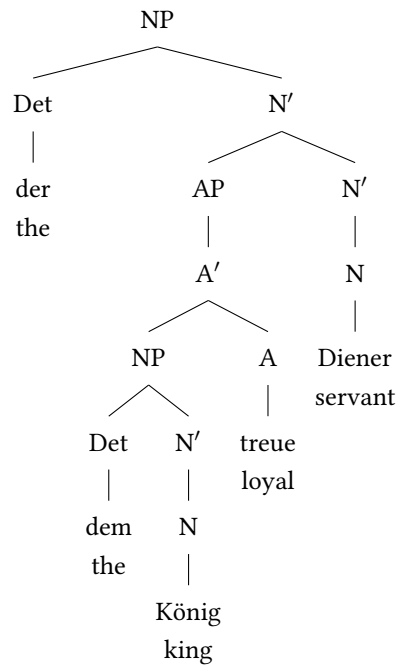 NP
Det N′
der AP N′
the
A′ N
NP A Diener
servant
Det N′ treue
loyal
dem N
the
König
king